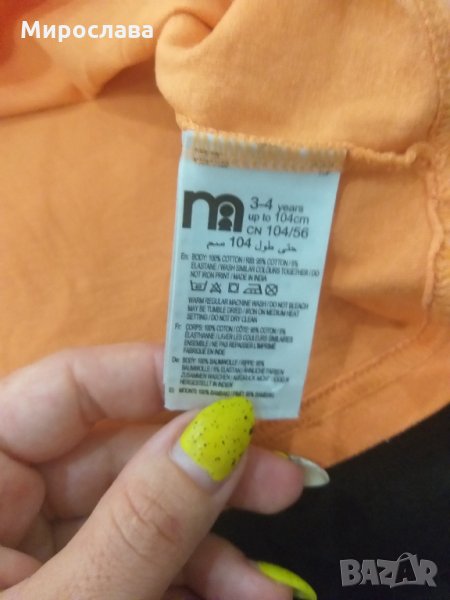 Мирослава
m
3-4 years
up to 104cm
CN 104/56
حتى طول 104 سم
En: BODY: 100% COTTON / RIB: 95% COTTON / 5%
ELASTANE / WASH SIMILAR COLOURS TOGETHER / DO
NOT IRON PRINT / MADE IN INDIA
WARM REGULAR MACHINE WASH / DO NOT BLEACH
MAY BE TUMBLE DRIED / IRON ON MEDIUM HEAT
SETTING / DO NOT DRY CLEAN
Fr: CORPS: 100% COTON / CÔTE: 95% COTON / 5%
ÉLASTHANNE / LAVER LES COULEURS SIMILAIRES
ENSEMBLE / NE PAS REPASSER L'IMPRIMÉ
FABRIQUÉ EN INDE
De: BODY: 100% BAUMWOLLE / RIPPE: 95%
BAUMWOLLE / 5% ELASTHAN / ÄHNLICHE FARBEN
ZUSAMMEN WASCHEN / AUFDRUCK NICHT
HERGESTELLT IN INDIEN
100% 95%
BAZAR